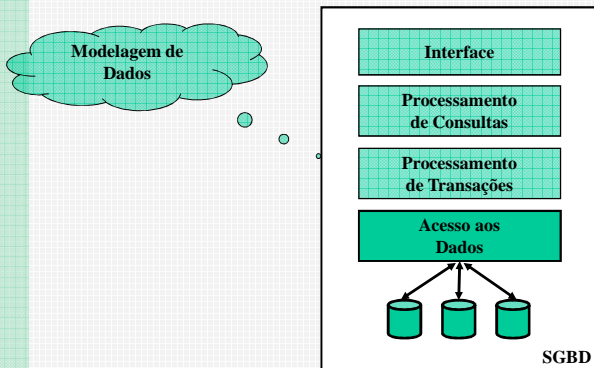 Modelagem de
Dados
Interface
Processamento
de Consultas
Processamento
de Transações
Acesso aos
Dados
SGBD